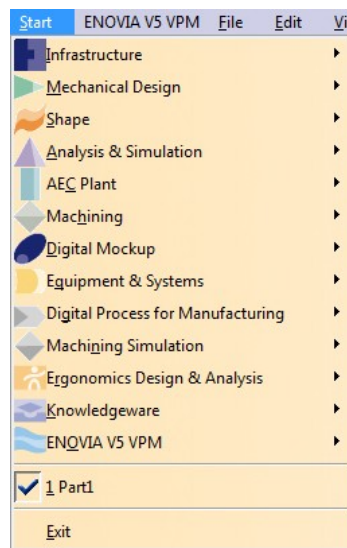 Start ENOVIA V5 VPM File Edit
Infrastructure
Mechanical Design
Shape
Analysis & Simulation
AEC Plant
Machining
Digital Mockup
Equipment & Systems
Digital Process for Manufacturing
Machining Simulation
Ergonomics Design & Analysis
Knowledgeware
ENOVIA V5 VPM
1 Part1
Exit